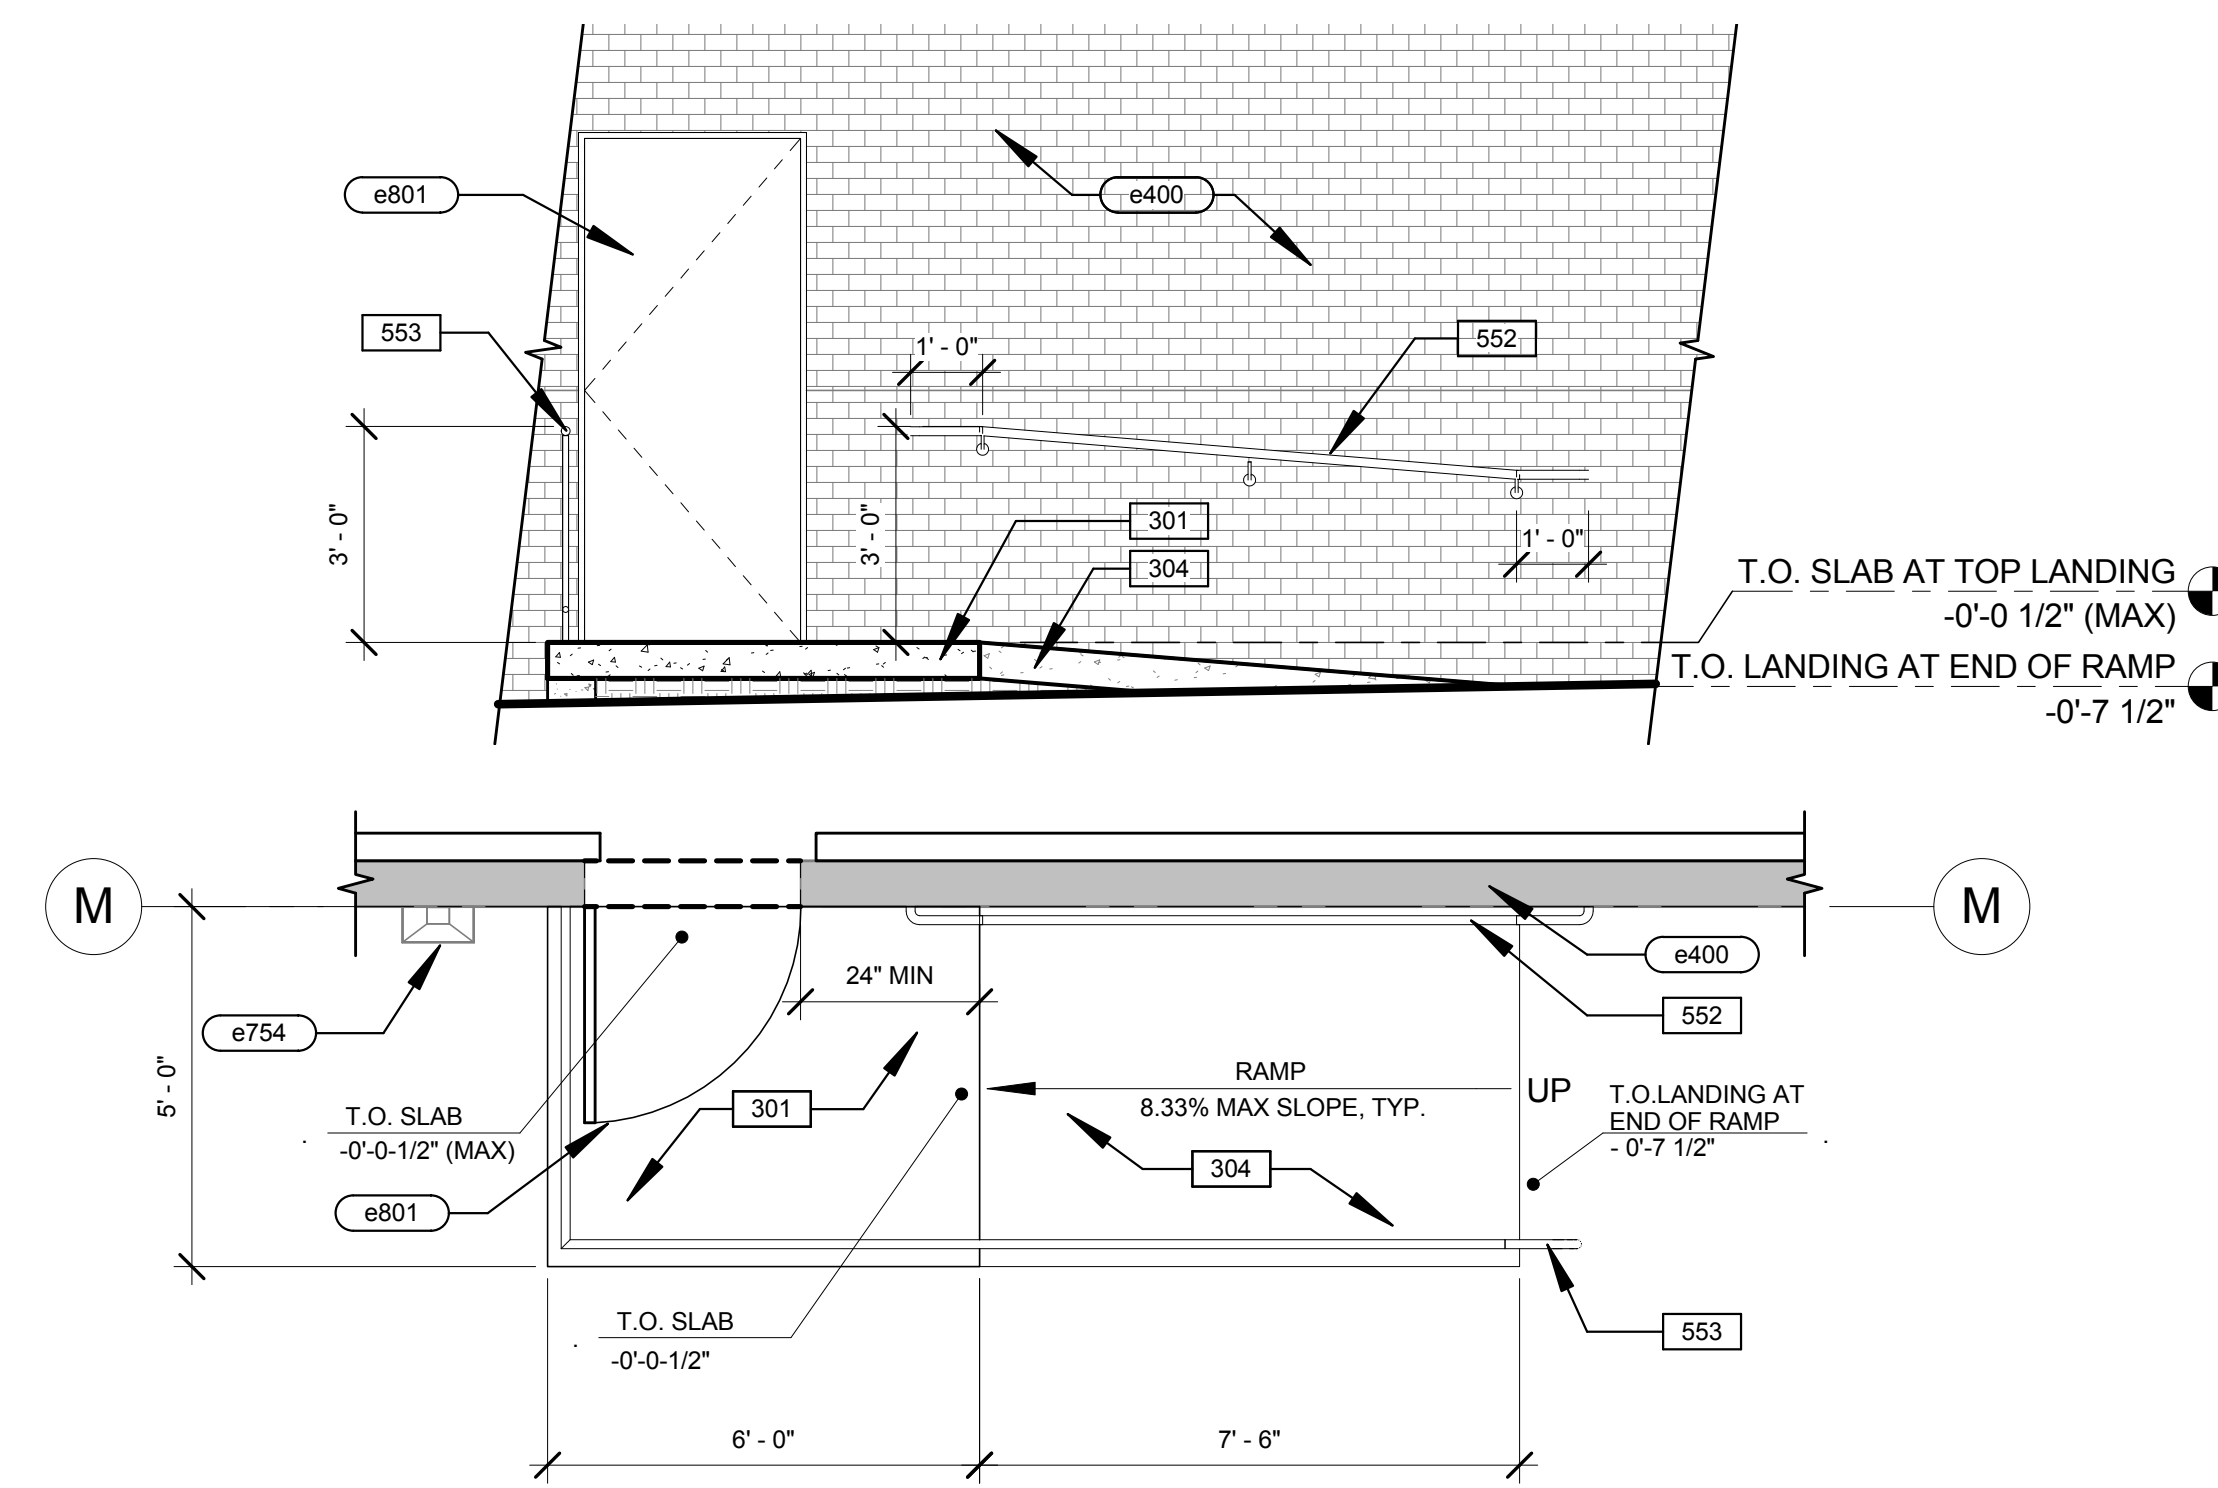 e801
e400
553
1' - 0"
552
3' - 0"
3' - 0"
301
304
1' - 0"
T.O. SLAB AT TOP LANDING
-0'-0 1/2" (MAX)
T.O. LANDING AT END OF RAMP
-0'-7 1/2"
M
M
e400
24" MIN
552
e754
5' - 0"
RAMP
8.33% MAX SLOPE, TYP.
UP
T.O.LANDING AT
END OF RAMP
- 0'-7 1/2"
301
T.O. SLAB
-0'-0-1/2" (MAX)
304
e801
T.O. SLAB
-0'-0-1/2"
553
6' - 0"
7' - 6"